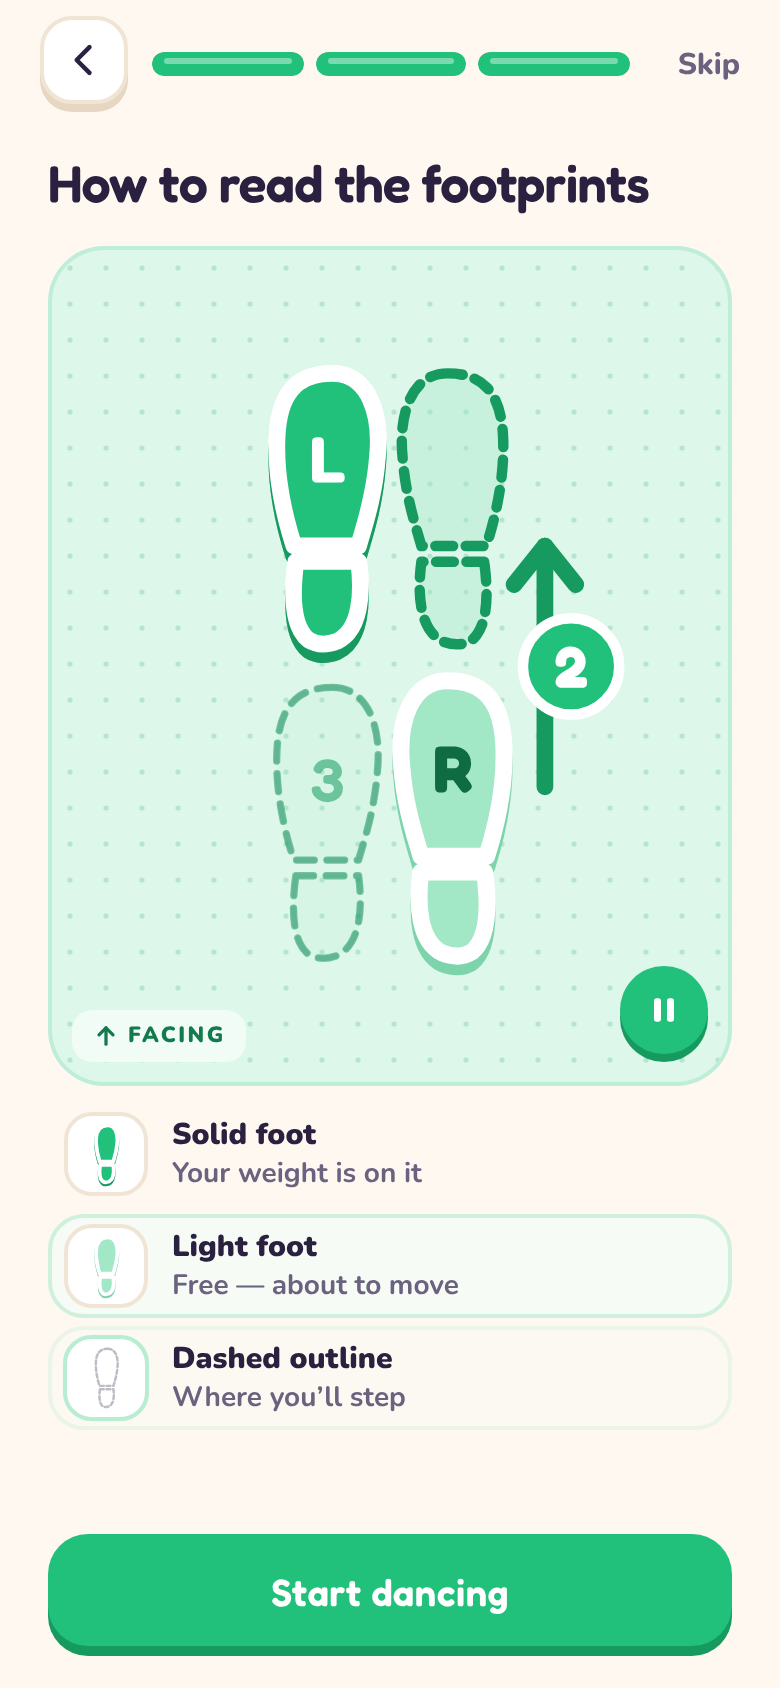 Skip
How to read the footprints
L
2
3
R
↑ FACING
Solid foot
Your weight is on it
Light foot
Free — about to move
Dashed outline
Where you’ll step
Start dancing